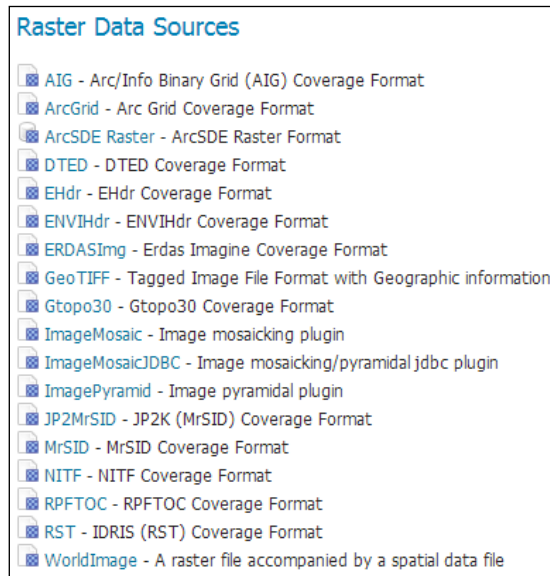 Raster Data Sources
AIG - Arc/Info Binary Grid (AIG) Coverage Format
ArcGrid - Arc Grid Coverage Format
ArcSDE Raster - ArcSDE Raster Format
DTED - DTED Coverage Format
EHdr - EHdr Coverage Format
ENVIHdr - ENVIHdr Coverage Format
ERDASImg - Erdas Imagine Coverage Format
GeoTIFF - Tagged Image File Format with Geographic information
Gtopo30 - Gtopo30 Coverage Format
ImageMosaic - Image mosaicking plugin
ImageMosaicJDBC - Image mosaicking/pyramidal jdbc plugin
ImagePyramid - Image pyramidal plugin
JP2MrSID - JP2K (MrSID) Coverage Format
MrSID - MrSID Coverage Format
NITF - NITF Coverage Format
RPFTOC - RPFTOC Coverage Format
RST - IDRIS (RST) Coverage Format
WorldImage - A raster file accompanied by a spatial data file